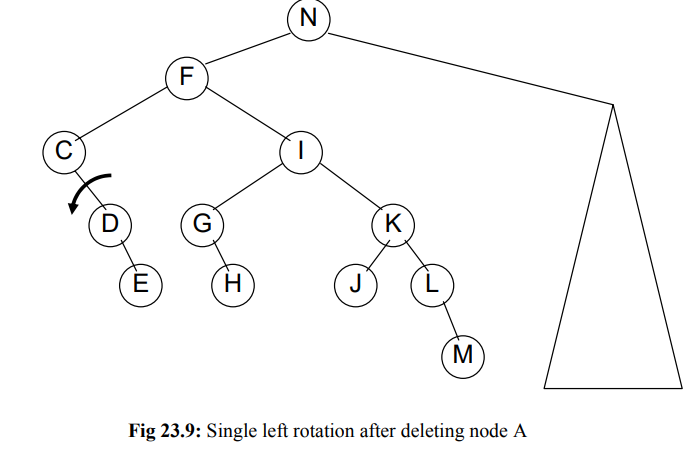 N
F
C
I
D
G
K
E
H
J
L
M
Fig 23.9: Single left rotation after deleting node A